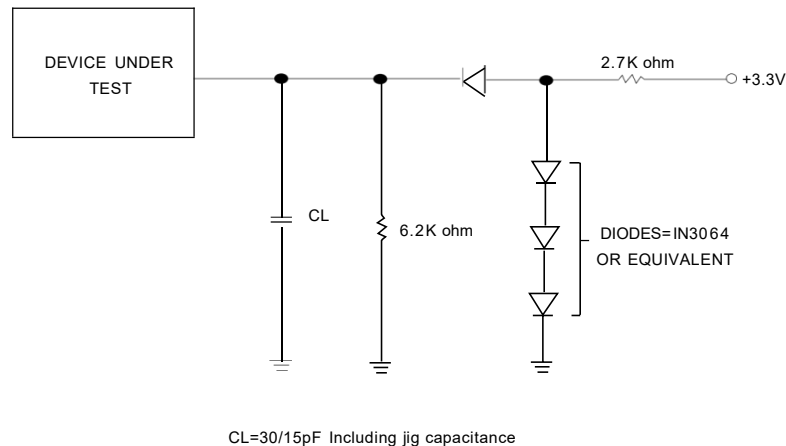 DEVICE UNDER
TEST
2.7K ohm
+3.3V
CL
6.2K ohm
DIODES=IN3064
OR EQUIVALENT
CL=30/15pF Including jig capacitance